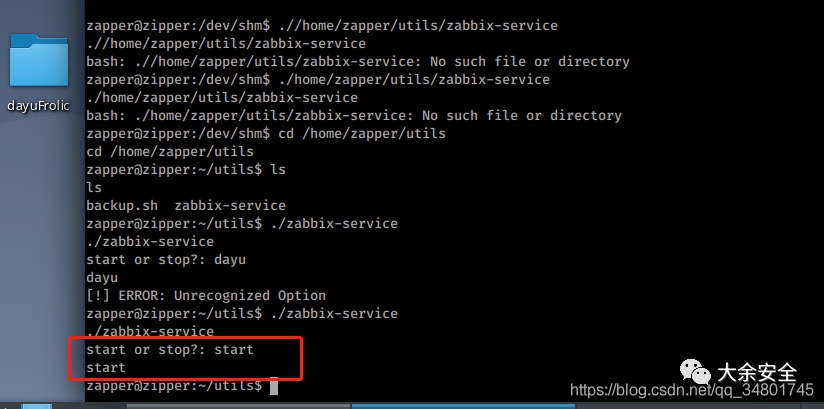 zapper@zipper:/dev/shm$ .//home/zapper/utils/zabbix-service
.//home/zapper/utils/zabbix-service
bash: .//home/zapper/utils/zabbix-service: No such file or directory
zapper@zipper:/dev/shm$ ./home/zapper/utils/zabbix-service
./home/zapper/utils/zabbix-service
bash: ./home/zapper/utils/zabbix-service: No such file or directory
zapper@zipper:/dev/shm$ cd /home/zapper/utils
cd /home/zapper/utils
zapper@zipper:~/utils$ ls
ls
backup.sh  zabbix-service
zapper@zipper:~/utils$ ./zabbix-service
./zabbix-service
start or stop?: dayu
dayu
[!] ERROR: Unrecognized Option
zapper@zipper:~/utils$ ./zabbix-service
./zabbix-service
start or stop?: start
start
zapper@zipper:~/utils$
dayuFrolic
大余安全
https://blog.csdn.net/qq_34801745